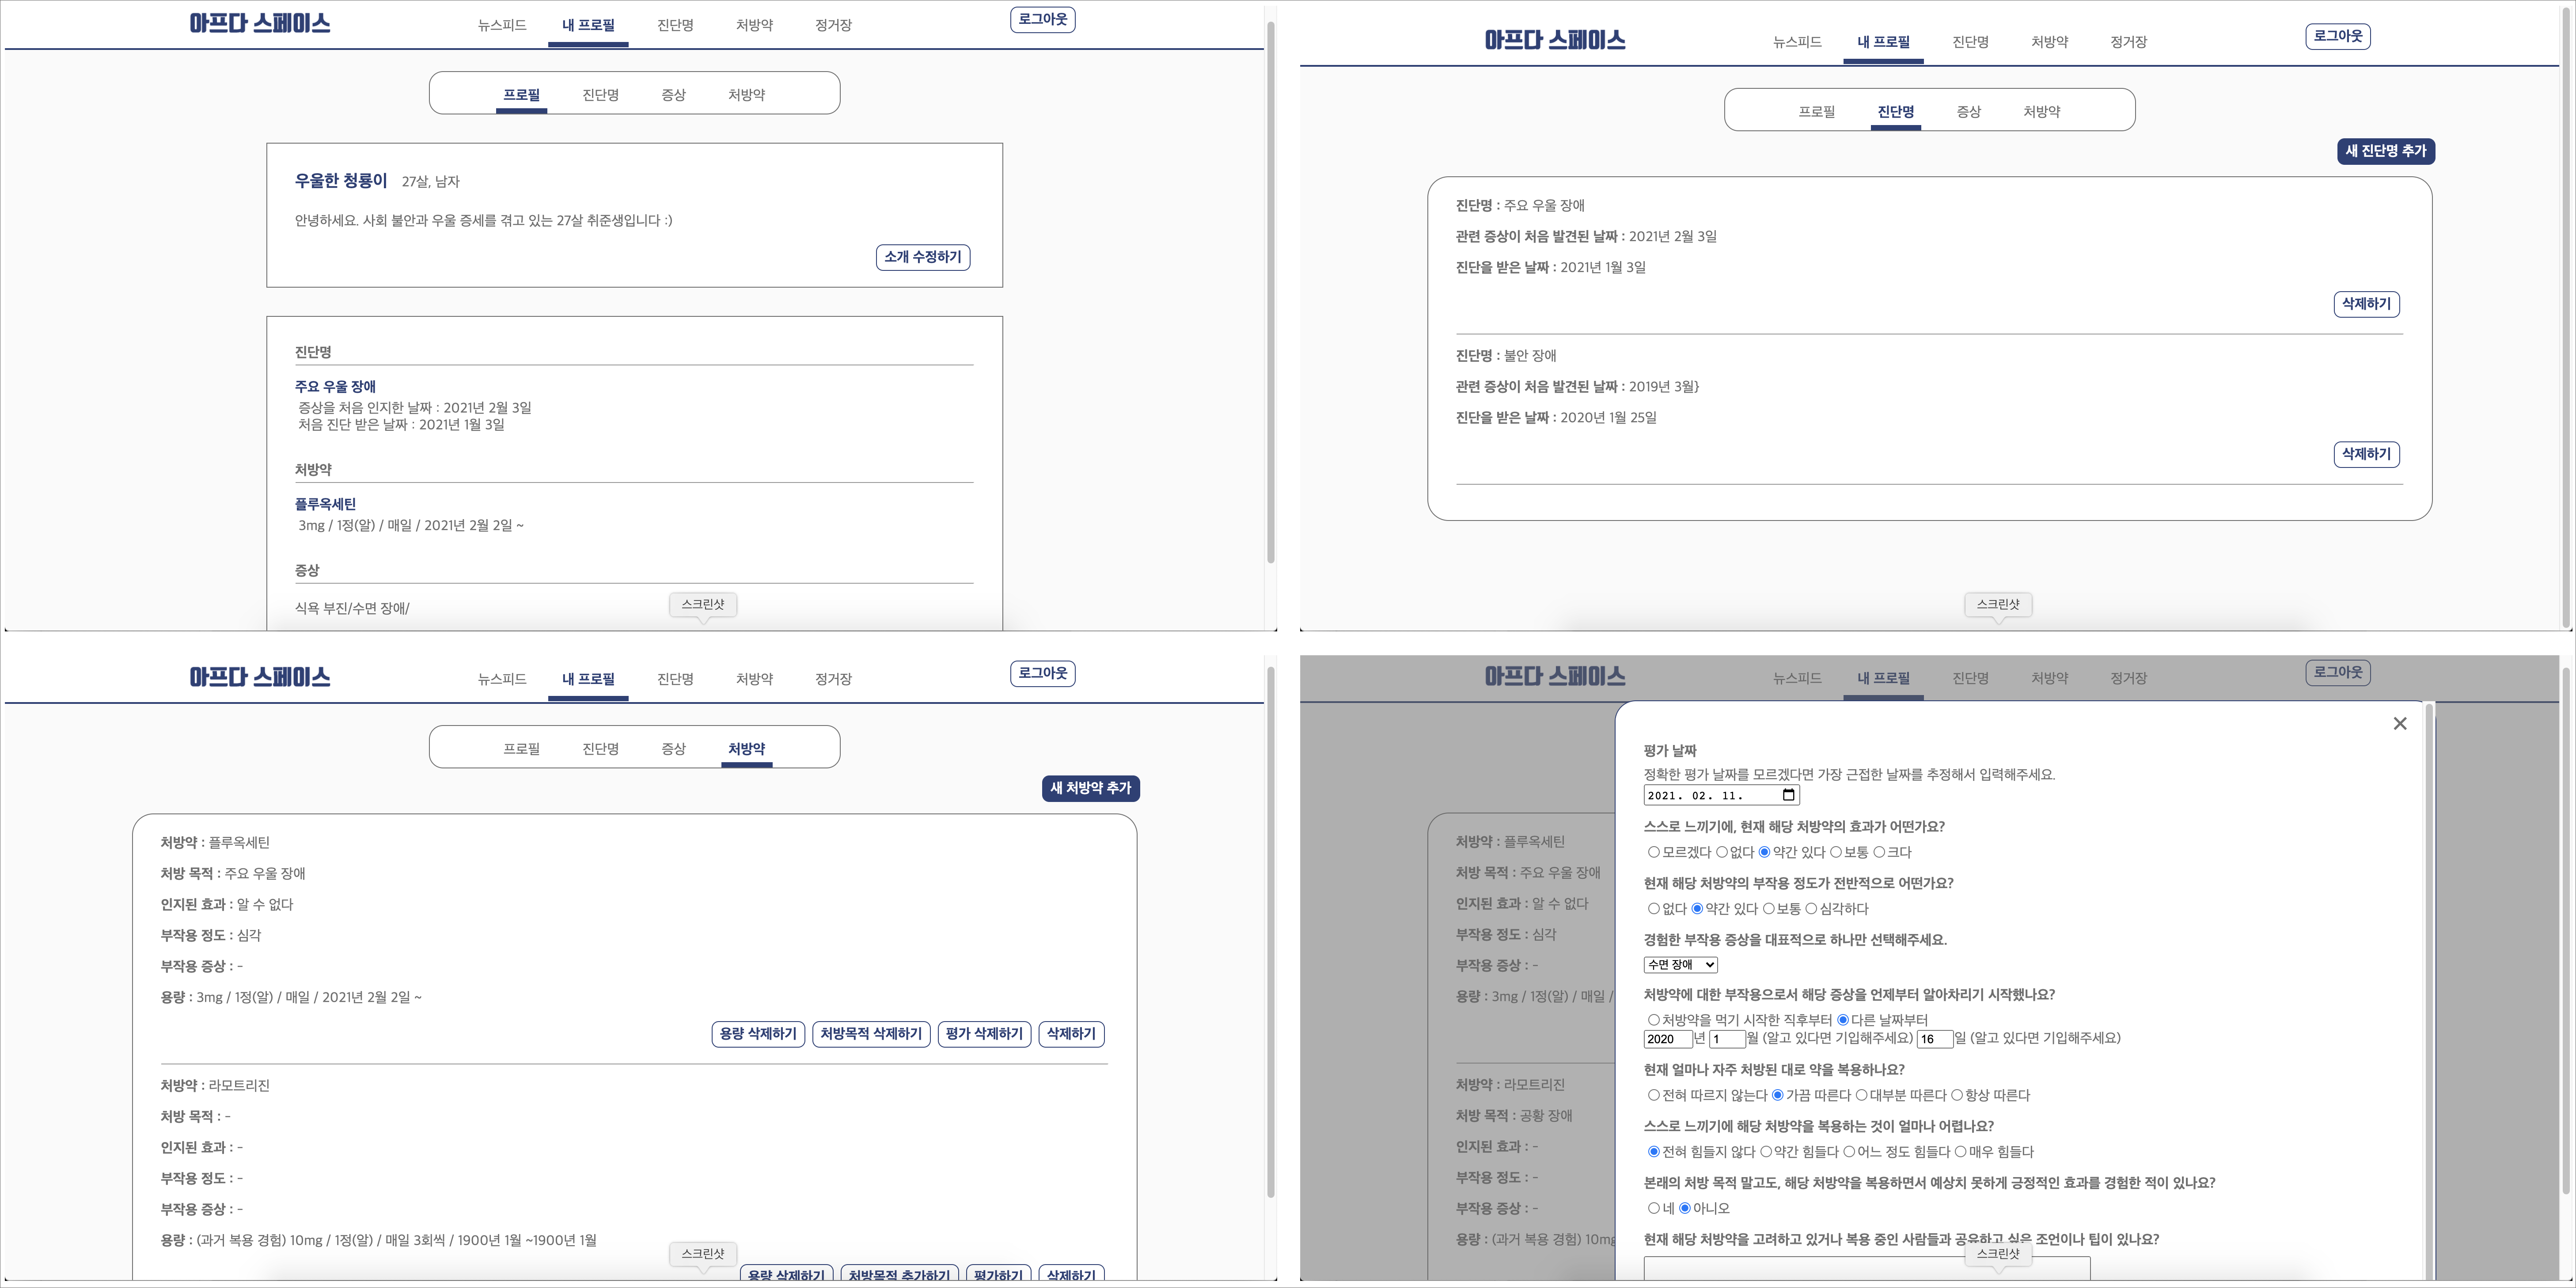 아프다 스페이스 뉴스피드 내 프로필 진단명 처방약 정거장 로그아웃
프로필 진단명 증상 처방약
우울한 청룡이 27살, 남자
안녕하세요. 사회 불안과 우울 증세를 겪고 있는 27살 취준생입니다 :)
소개 수정하기
진단명
주요 우울 장애
증상을 처음 인지한 날짜 : 2021년 2월 3일
처음 진단 받은 날짜 : 2021년 1월 3일
처방약
플루옥세틴
3mg / 1정(알) / 매일 / 2021년 2월 2일 ~
증상
식욕 부진/수면 장애/
스크린샷
아프다 스페이스 뉴스피드 내 프로필 진단명 처방약 정거장 로그아웃
프로필 진단명 증상 처방약
새 진단명 추가
진단명 : 주요 우울 장애
관련 증상이 처음 발견된 날짜 : 2021년 2월 3일
진단을 받은 날짜 : 2021년 1월 3일
삭제하기
진단명 : 불안 장애
관련 증상이 처음 발견된 날짜 : 2019년 3월}
진단을 받은 날짜 : 2020년 1월 25일
삭제하기
스크린샷
아프다 스페이스 뉴스피드 내 프로필 진단명 처방약 정거장 로그아웃
프로필 진단명 증상 처방약
새 처방약 추가
처방약 : 플루옥세틴
처방 목적 : 주요 우울 장애
인지된 효과 : 알 수 없다
부작용 정도 : 심각
부작용 증상 : -
용량 : 3mg / 1정(알) / 매일 / 2021년 2월 2일 ~
용량 삭제하기 처방목적 삭제하기 평가 삭제하기 삭제하기
처방약 : 라모트리진
처방 목적 : -
인지된 효과 : -
부작용 정도 : -
부작용 증상 : -
용량 : (과거 복용 경험) 10mg / 1정(알) / 매일 3회씩 / 1900년 1월 ~1900년 1월
스크린샷
용량 삭제하기 처방목적 추가하기 평가하기 삭제하기
아프다 스페이스 뉴스피드 내 프로필 진단명 처방약 정거장 로그아웃
처방약 : 플루옥세틴
처방 목적 : 주요 우울 장애
인지된 효과 : 알 수 없다
부작용 정도 : 심각
부작용 증상 : -
용량 : 3mg / 1정(알) / 매일 /
처방약 : 라모트리진
처방 목적 : 공황 장애
인지된 효과 : -
부작용 정도 : -
부작용 증상 : -
용량 : (과거 복용 경험) 10mg
평가 날짜
정확한 평가 날짜를 모르겠다면 가장 근접한 날짜를 추정해서 입력해주세요.
2021. 02. 11.
스스로 느끼기에, 현재 해당 처방약의 효과가 어떤가요?
모르겠다 없다 약간 있다 보통 크다
현재 해당 처방약의 부작용 정도가 전반적으로 어떤가요?
없다 약간 있다 보통 심각하다
경험한 부작용 증상을 대표적으로 하나만 선택해주세요.
수면 장애
처방약에 대한 부작용으로서 해당 증상을 언제부터 알아차리기 시작했나요?
처방약을 먹기 시작한 직후부터 다른 날짜부터
2020 년 1 월 (알고 있다면 기입해주세요) 16 일 (알고 있다면 기입해주세요)
현재 얼마나 자주 처방된 대로 약을 복용하나요?
전혀 따르지 않는다 가끔 따른다 대부분 따른다 항상 따른다
스스로 느끼기에 해당 처방약을 복용하는 것이 얼마나 어렵나요?
전혀 힘들지 않다 약간 힘들다 어느 정도 힘들다 매우 힘들다
본래의 처방 목적 말고도, 해당 처방약을 복용하면서 예상치 못하게 긍정적인 효과를 경험한 적이 있나요?
네 아니오
현재 해당 처방약을 고려하고 있거나 복용 중인 사람들과 공유하고 싶은 조언이나 팁이 있나요?
스크린샷